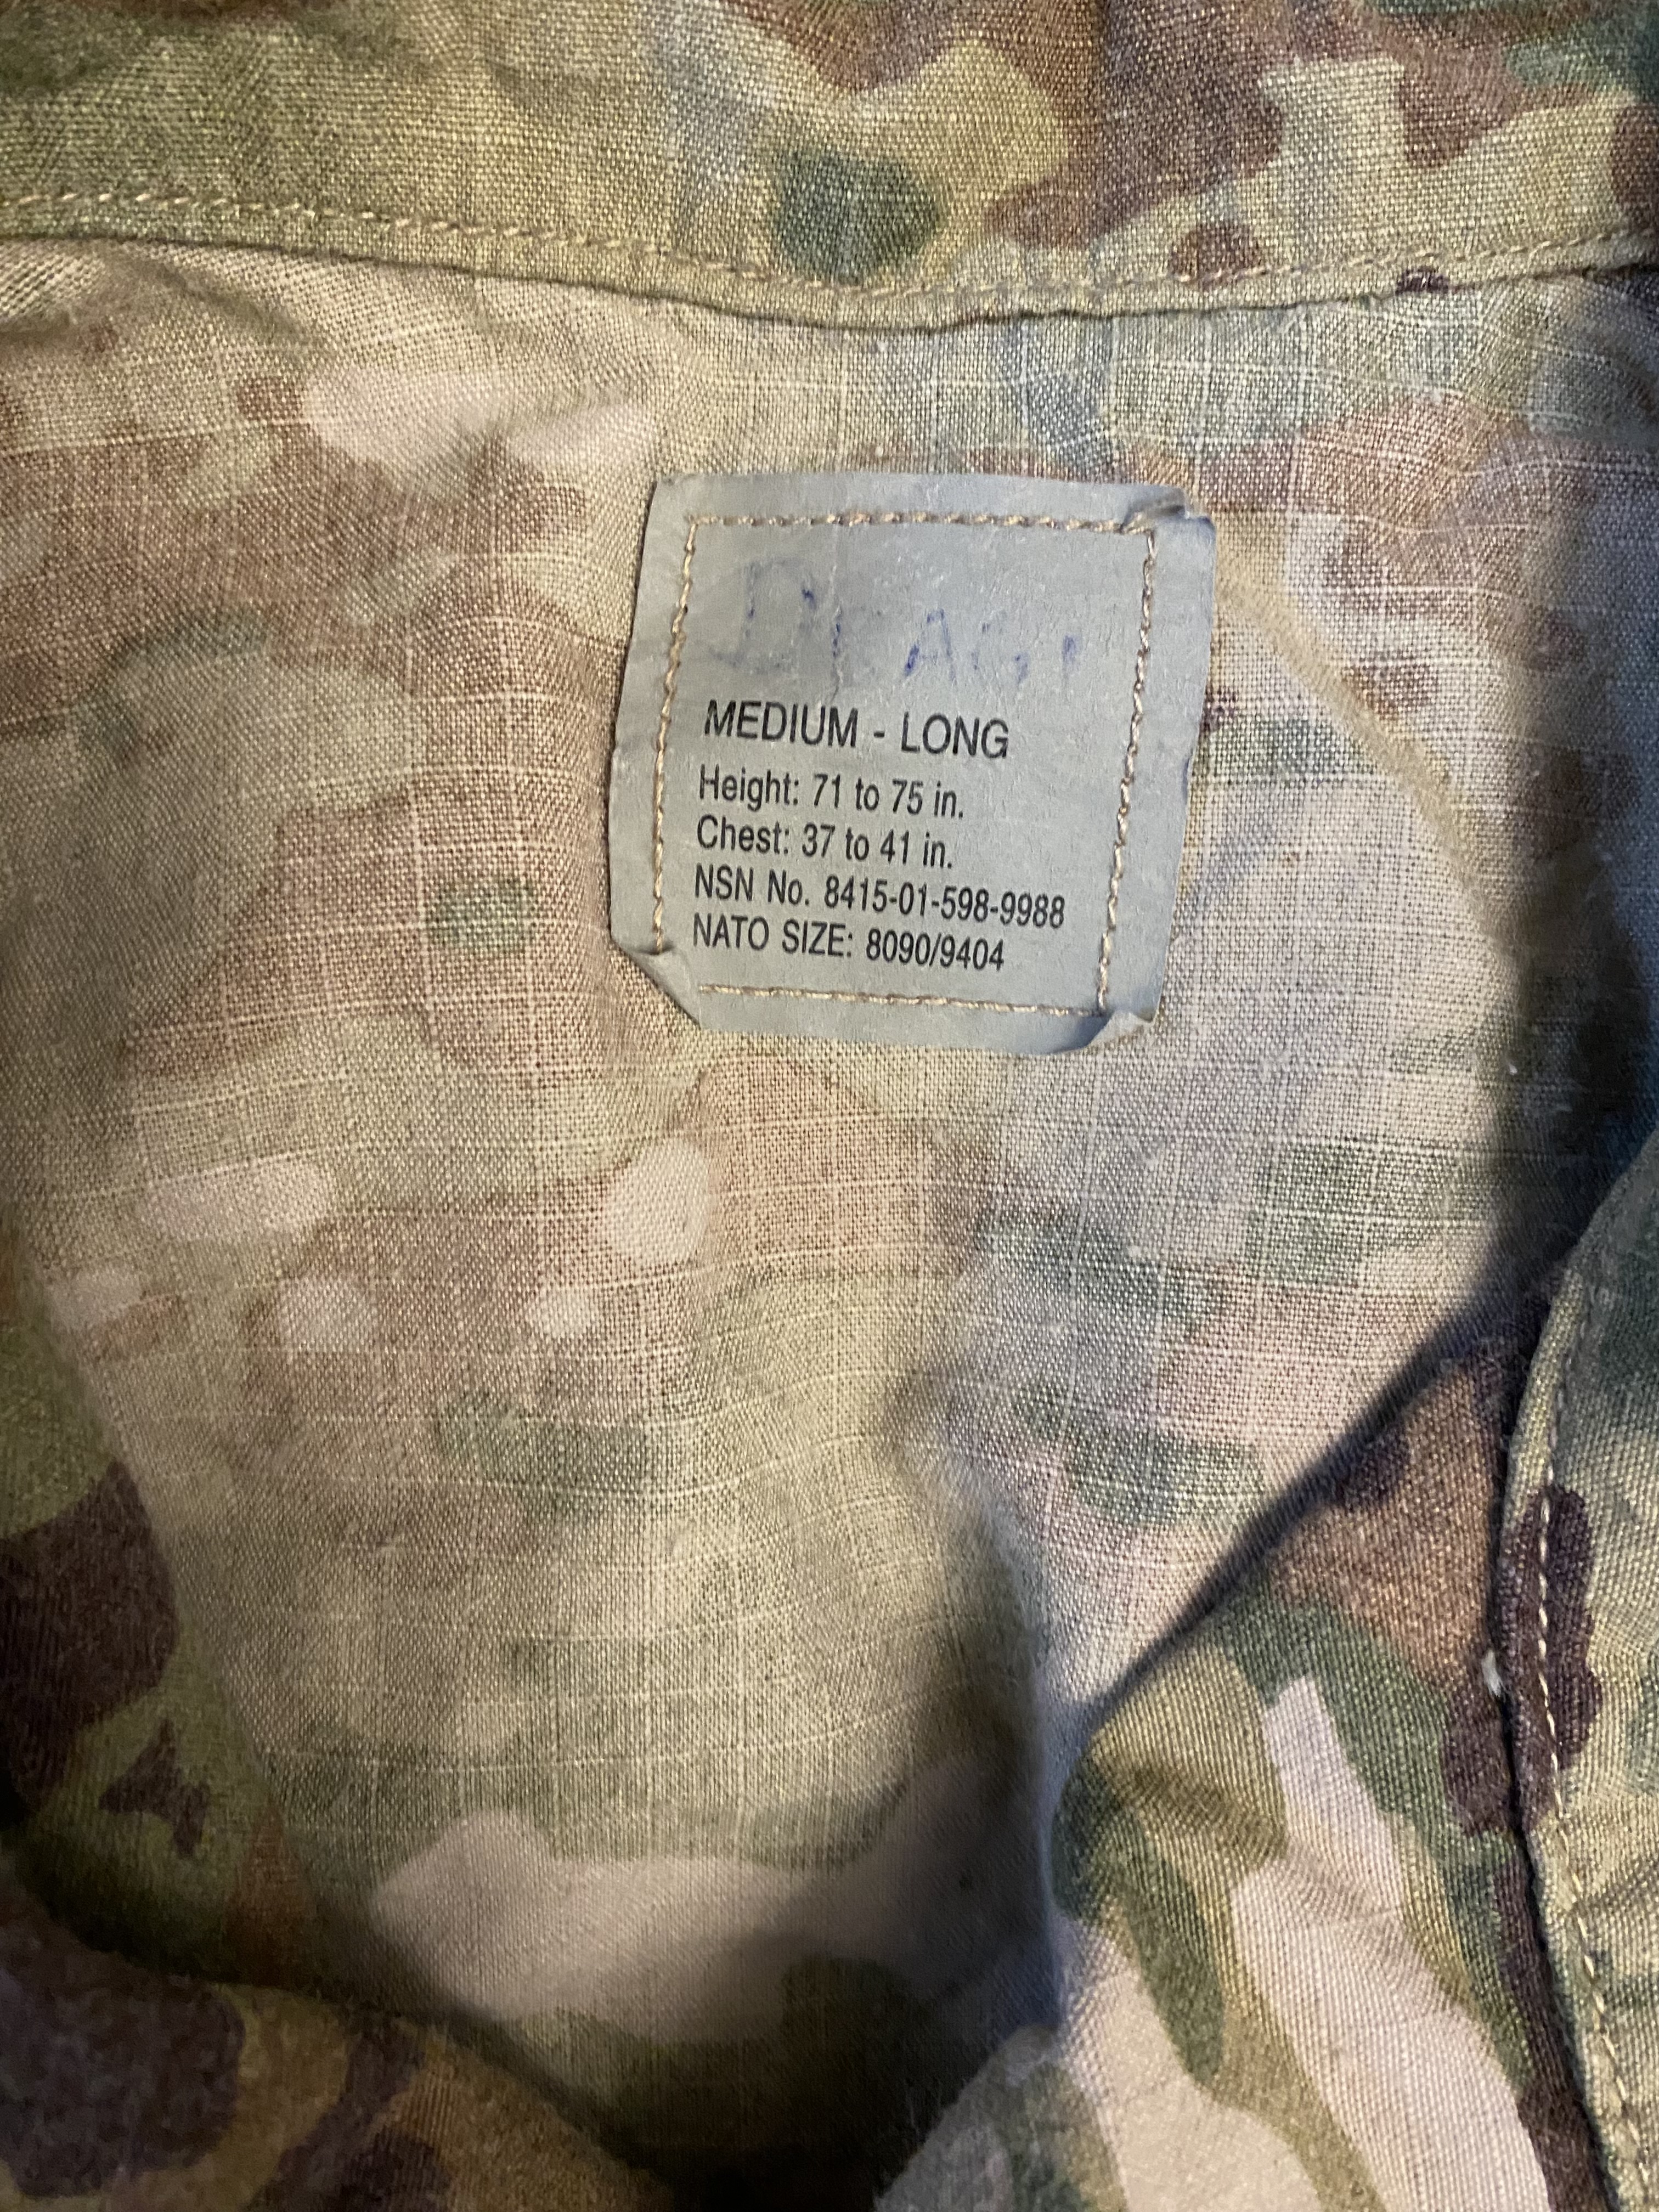 MEDIUM - LONG
Height: 71 to 75 in.
Chest: 37 to 41 in.
NSN No. 8415-01-598-9988
NATO SIZE: 8090/9404